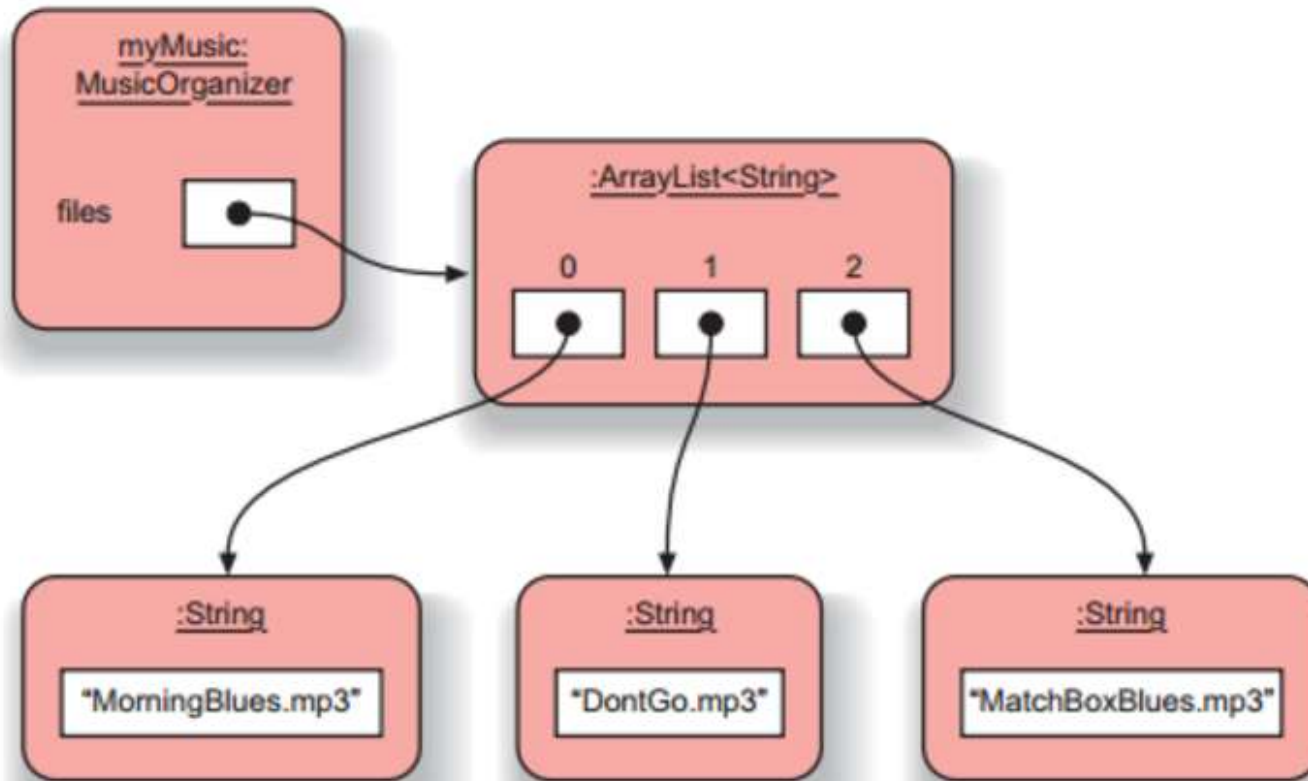 myMusic:
MusicOrganizer
files
:ArrayList<String>
0 1 2
:String
"MorningBlues.mp3"
:String
"DontGo.mp3"
:String
"MatchBoxBlues.mp3"